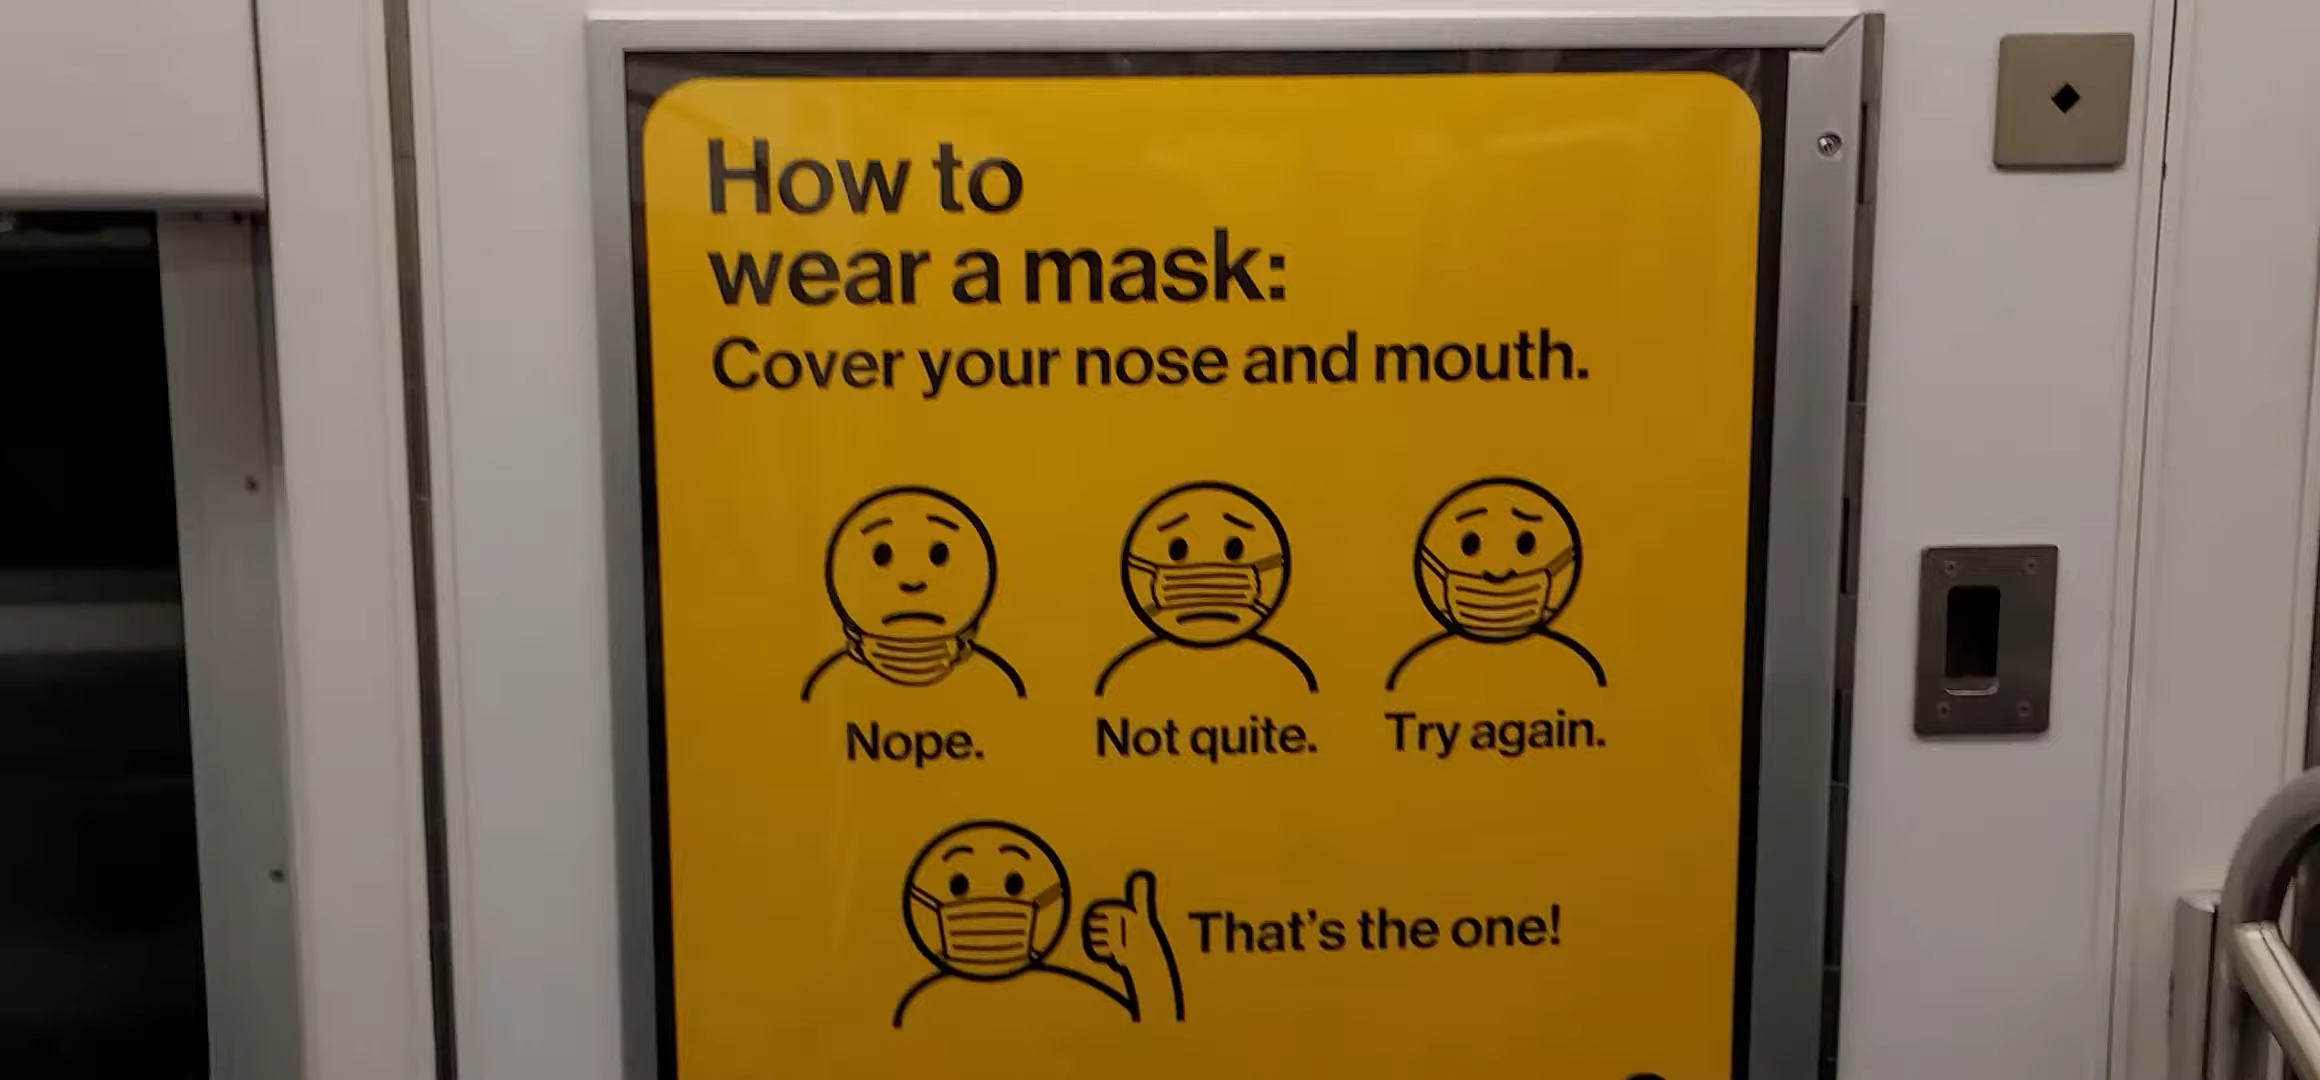 How to
wear a mask:
Cover your nose and mouth.
Nope.
Not quite.
Try again.
That's the one!